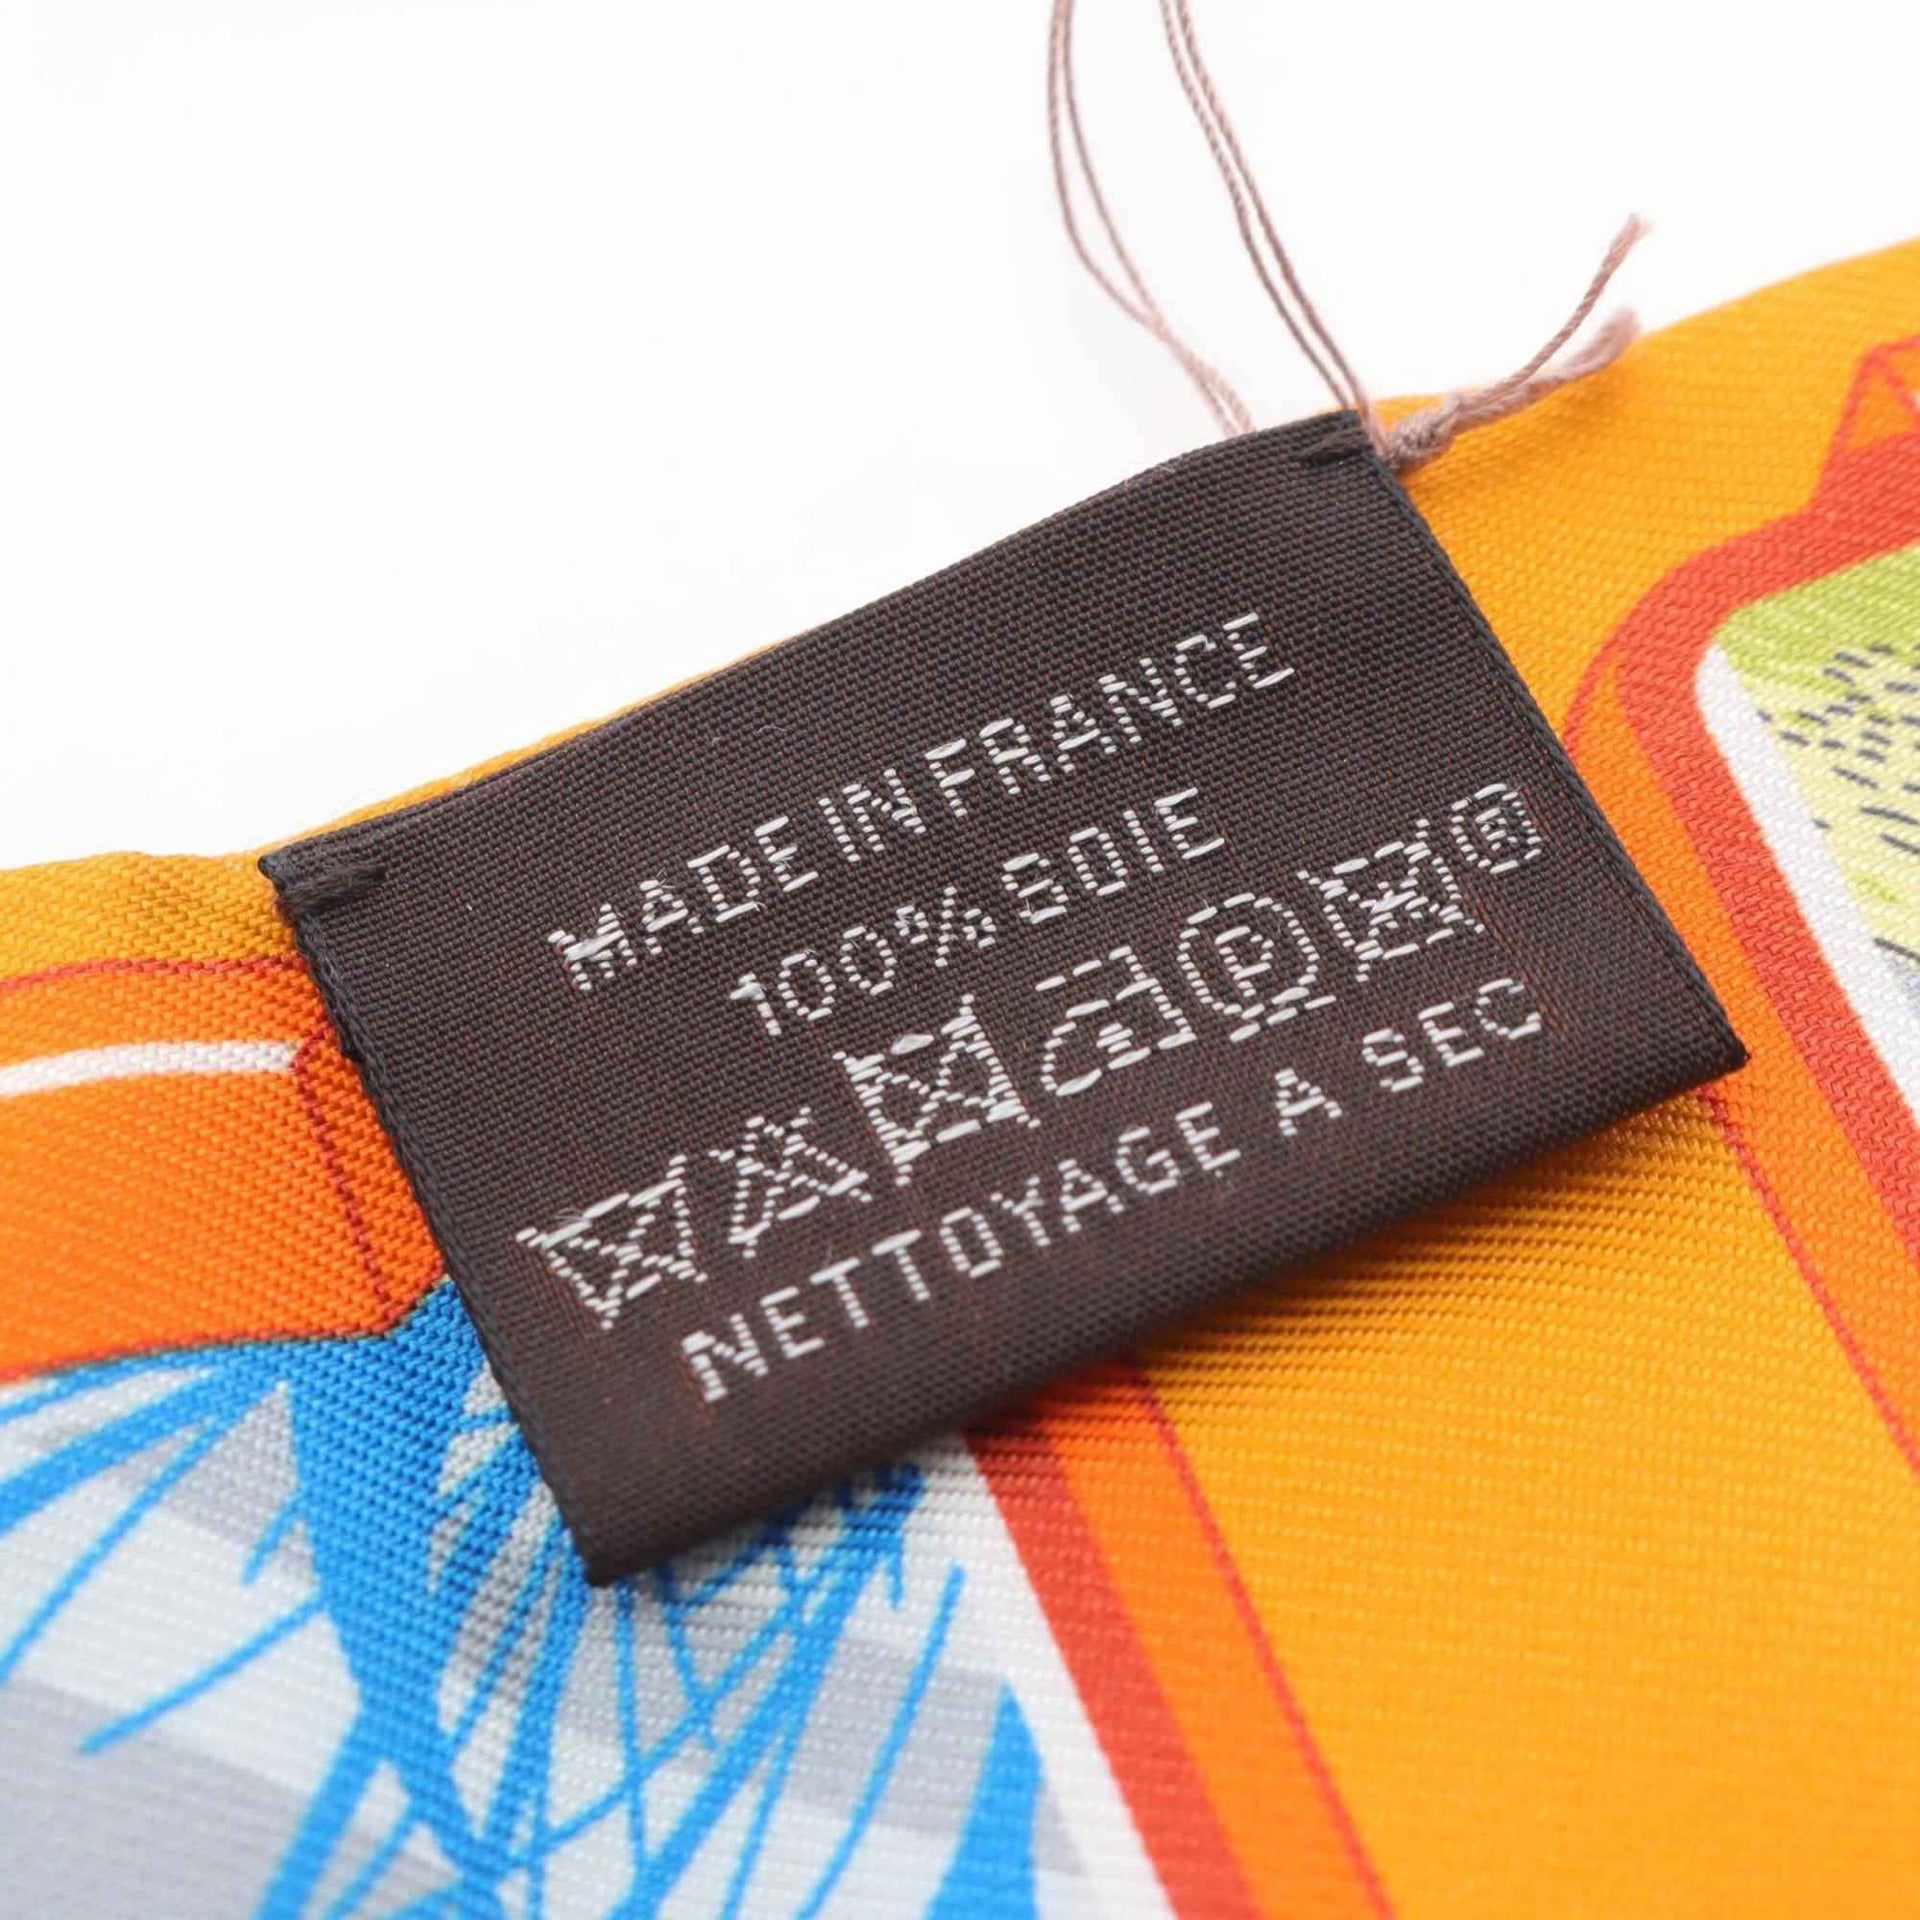 MADE IN FRANCE
100% SOIE
P ®
NETTOYAGE A SEC